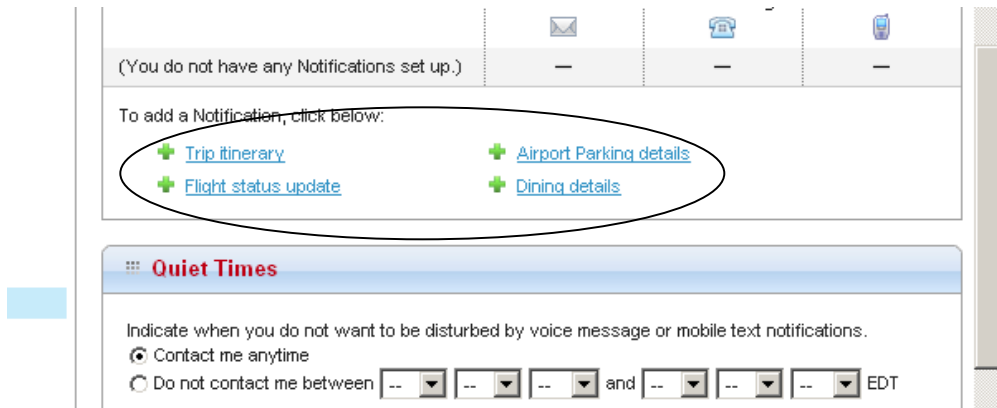 (You do not have any Notifications set up.) — — —
To add a Notification, click below:
Trip itinerary Airport Parking details
Flight status update Dining details
Quiet Times
Indicate when you do not want to be disturbed by voice message or mobile text notifications.
Contact me anytime
Do not contact me between -- -- -- and -- -- -- EDT